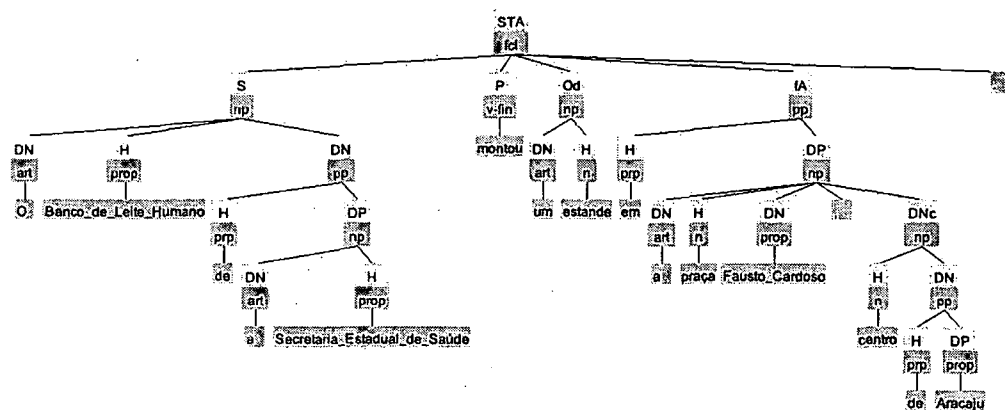 STA
fcl
S P Od fA
np v-fin np pp
montou
DN H DN DN H H DP
art prop pp art n prp np
O Banco_de_Leite_Humano um estande em
H DP DN H DN DNc
prp np art n prop np
de a praça Fausto_Cardoso
DN H H DN
art prop n pp
a Secretaria_Estadual_de_Saúde centro
H DP
prp prop
de Aracaju